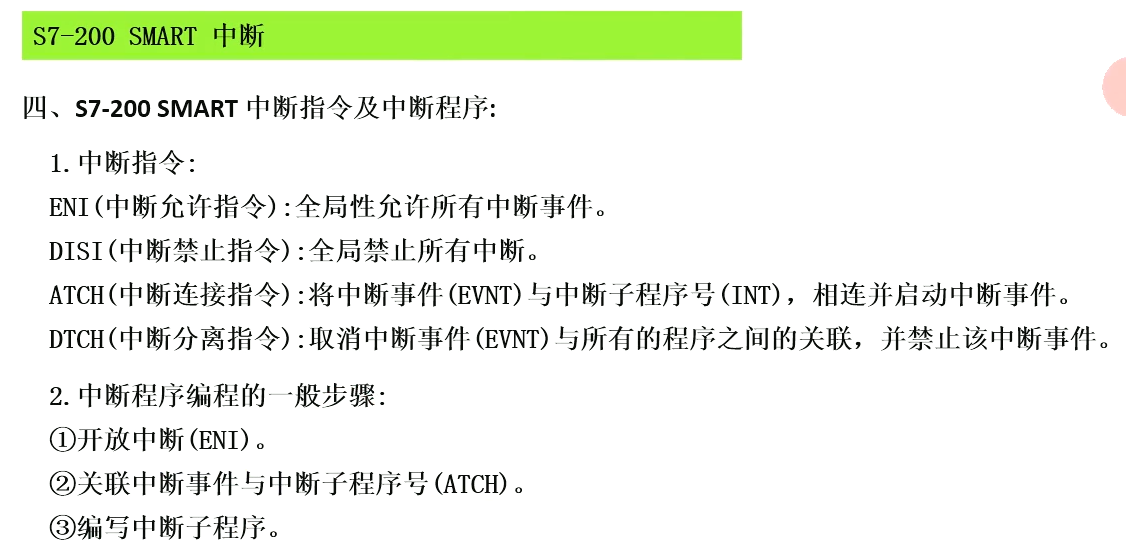 S7-200 SMART 中断
四、S7-200 SMART 中断指令及中断程序:
1.中断指令:
ENI(中断允许指令):全局性允许所有中断事件。
DISI(中断禁止指令):全局禁止所有中断。
ATCH(中断连接指令):将中断事件(EVNT)与中断子程序号(INT)，相连并启动中断事件。
DTCH(中断分离指令):取消中断事件(EVNT)与所有的程序之间的关联，并禁止该中断事件。
2.中断程序编程的一般步骤:
①开放中断(ENI)。
②关联中断事件与中断子程序号(ATCH)。
③编写中断子程序。